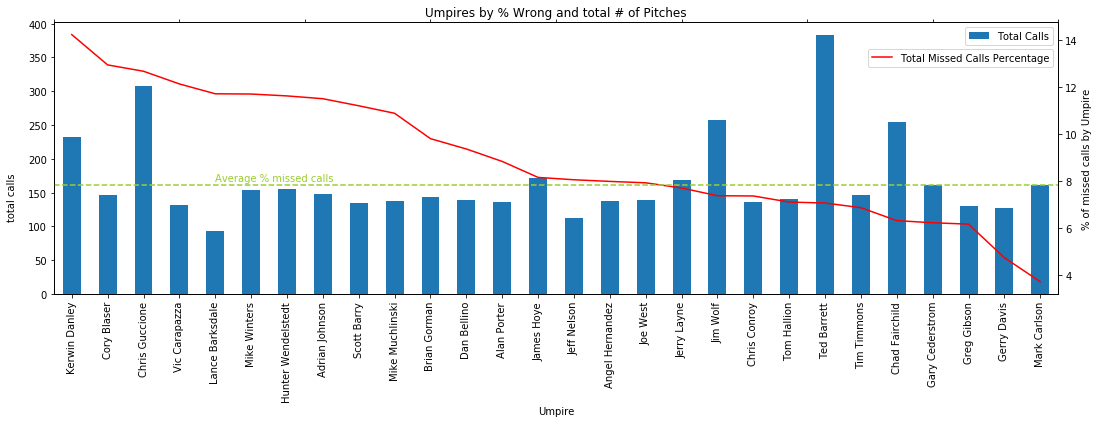 Umpires by % Wrong and total # of Pitches
Total Calls
Total Missed Calls Percentage
Average % missed calls
total calls
400
350
300
250
200
150
100
50
0
% of missed calls by Umpire
14
12
10
8
6
4
Kerwin Danley
Cory Blaser
Chris Guccione
Vic Carapazza
Lance Barksdale
Mike Winters
Hunter Wendelstedt
Adrian Johnson
Scott Barry
Mike Muchlinski
Brian Gorman
Dan Bellino
Alan Porter
James Hoye
Jeff Nelson
Angel Hernandez
Joe West
Jerry Layne
Jim Wolf
Chris Conroy
Tom Hallion
Ted Barrett
Tim Timmons
Chad Fairchild
Gary Cederstrom
Greg Gibson
Gerry Davis
Mark Carlson
Umpire